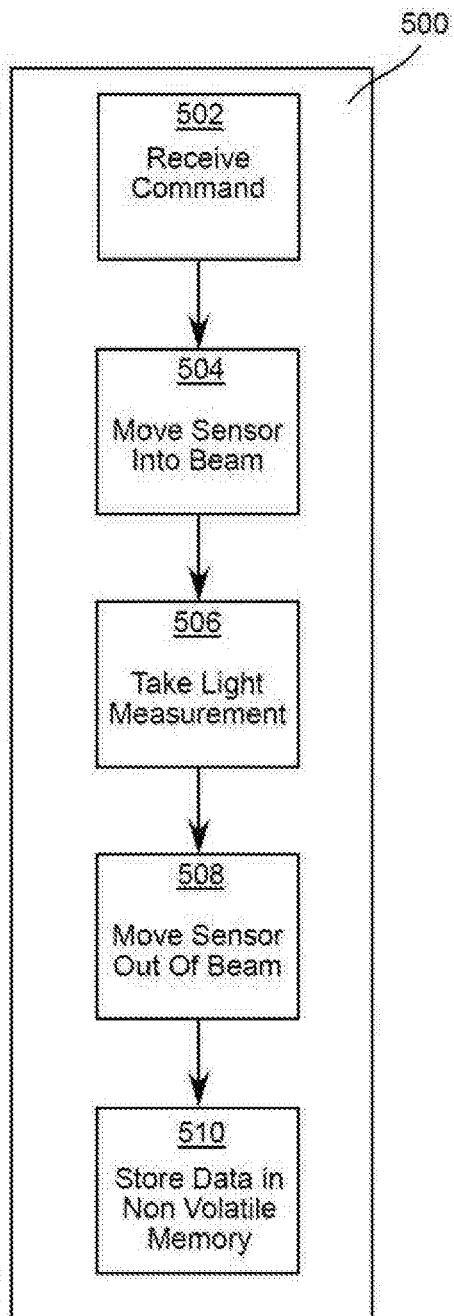 500
502
Receive
Command
504
Move Sensor
Into Beam
506
Take Light
Measurement
508
Move Sensor
Out Of Beam
510
Store Data in
Non Volatile
Memory